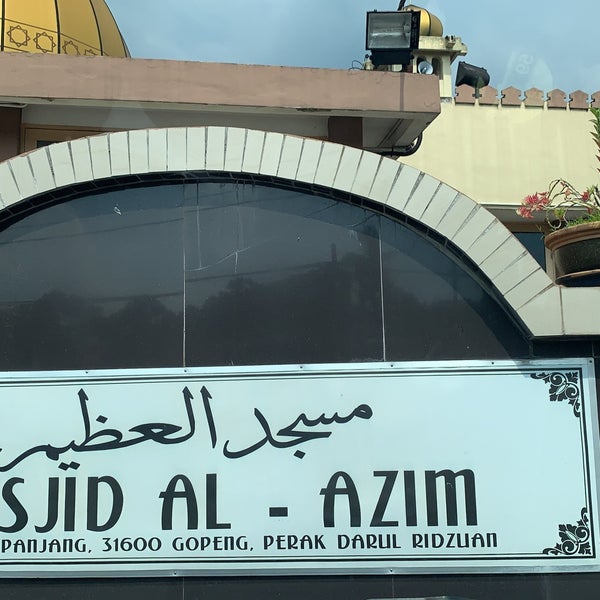 مسجد العظيم
SJID AL - AZIM
PANJANG, 31600 GOPENG, PERAK DARUL RIDZUAN